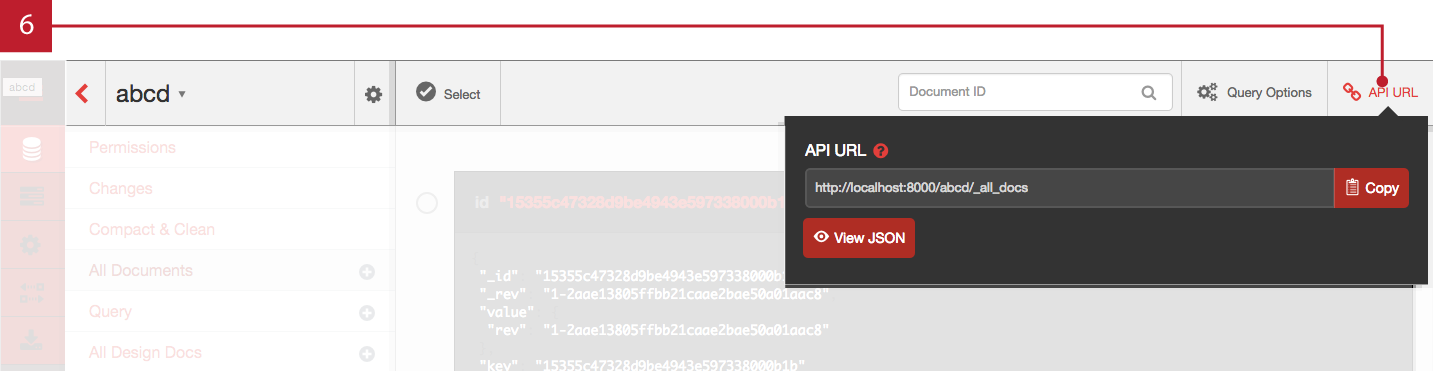 6
abcd
abcd
Select
Document ID
Query Options
API URL
Permissions
Changes
Compact & Clean
All Documents
Query
All Design Docs
API URL ?
http://localhost:8000/abcd/_all_docs
Copy
View JSON
id "15355c47328d9be4943e597338000b1
"_id" "15355c47328d9be4943e597338000b1
"_rev" "1-2aae13805ffbb21caae2bae50a01aac8"
"value"
"rev" "1-2aae13805ffbb21caae2bae50a01aac8"
"key" "15355c47328d9be4943e597338000b1b"